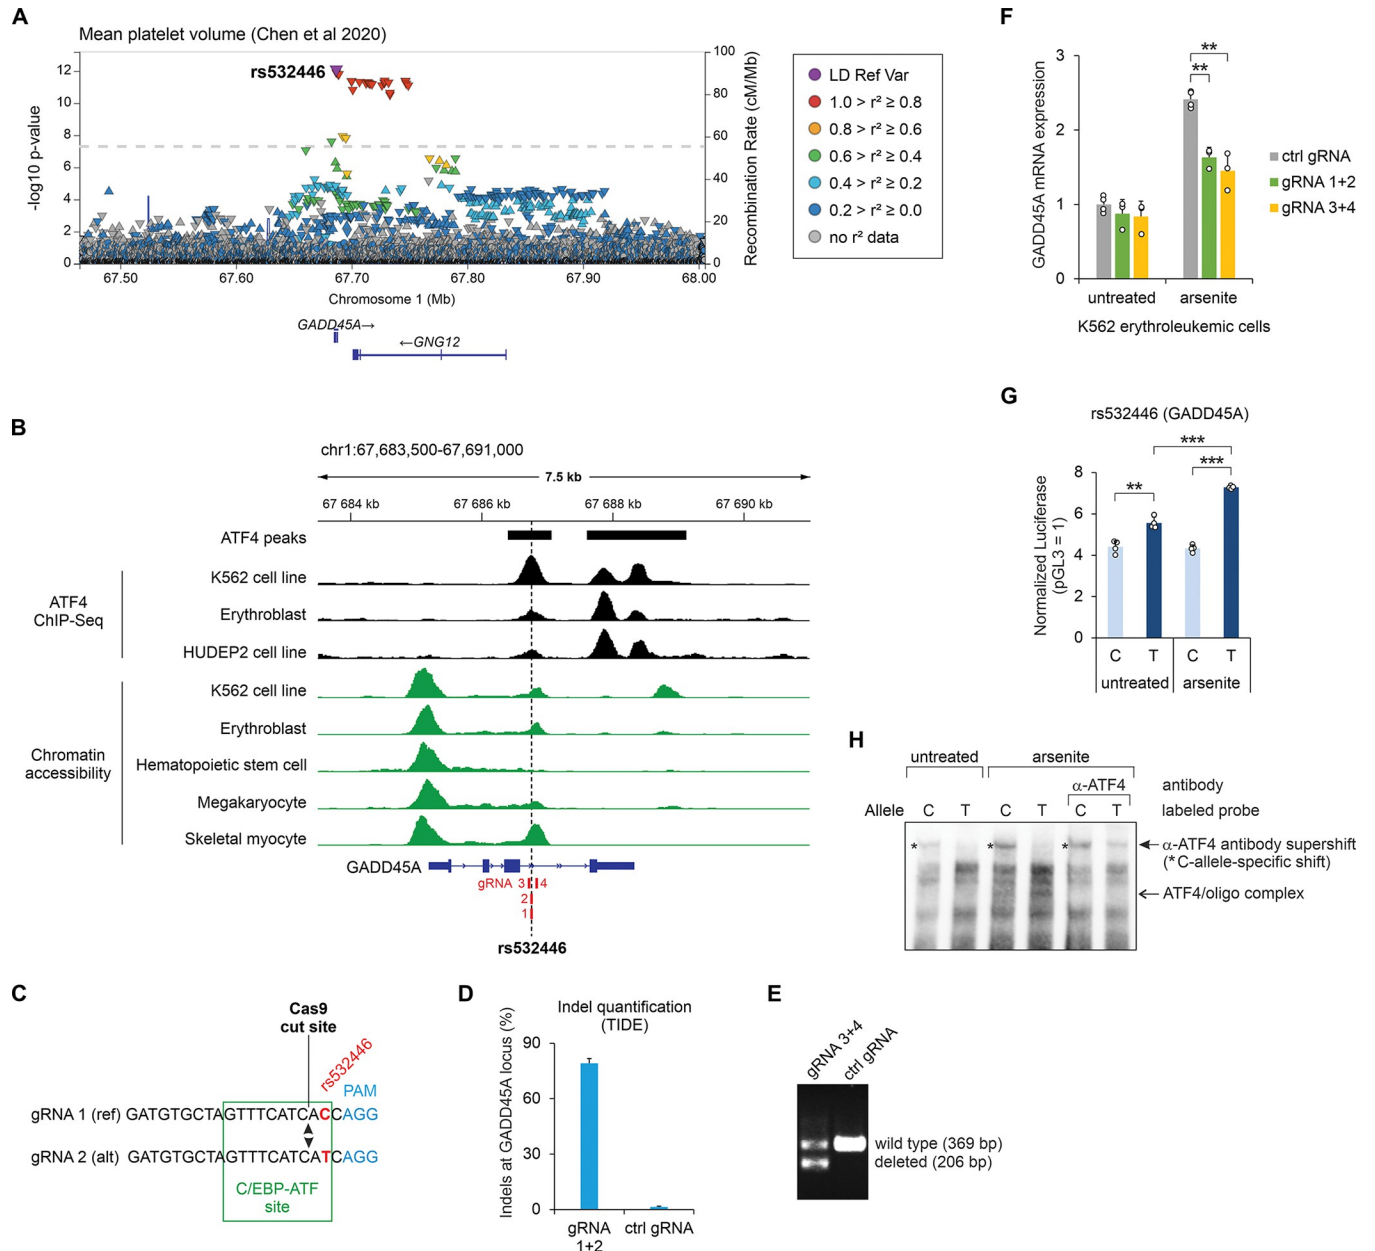 A
Mean platelet volume (Chen et al 2020)
rs532446
-log10 p-value
12
10
8
6
4
2
0
100
80
60
40
20
0
Recombination Rate (cM/Mb)
67.50
67.60
67.70
67.80
67.90
68.00
Chromosome 1 (Mb)
GADD45A→
←GNG12
LD Ref Var
1.0 > r² ≥ 0.8
0.8 > r² ≥ 0.6
0.6 > r² ≥ 0.4
0.4 > r² ≥ 0.2
0.2 > r² ≥ 0.0
no r² data
B
chr1:67,683,500-67,691,000
7.5 kb
67 684 kb
67 686 kb
67 688 kb
67 690 kb
ATF4 peaks
ATF4
ChIP-Seq
K562 cell line
Erythroblast
HUDEP2 cell line
Chromatin
accessibility
K562 cell line
Erythroblast
Hematopoietic stem cell
Megakaryocyte
Skeletal myocyte
GADD45A
gRNA 3 4
2
1
rs532446
C
Cas9
cut site
rs532446
PAM
gRNA 1 (ref) GATGTGCTAGTTTCATCACCAGG
gRNA 2 (alt) GATGTGCTAGTTTCATCATCAGG
C/EBP-ATF
site
D
Indel quantification
(TIDE)
Indels at GADD45A locus (%)
90
60
30
0
gRNA
1+2
ctrl gRNA
E
gRNA 3+4
ctrl gRNA
wild type (369 bp)
deleted (206 bp)
F
GADD45A mRNA expression
3
2
1
0
**
**
untreated
arsenite
K562 erythroleukemic cells
ctrl gRNA
gRNA 1+2
gRNA 3+4
G
rs532446 (GADD45A)
Normalized Luciferase
(pGL3 = 1)
8
6
4
2
0
**
***
***
C T C T
untreated
arsenite
H
untreated
arsenite
α-ATF4
antibody
Allele C T C T C T labeled probe
* * *
α-ATF4 antibody supershift
(*C-allele-specific shift)
ATF4/oligo complex